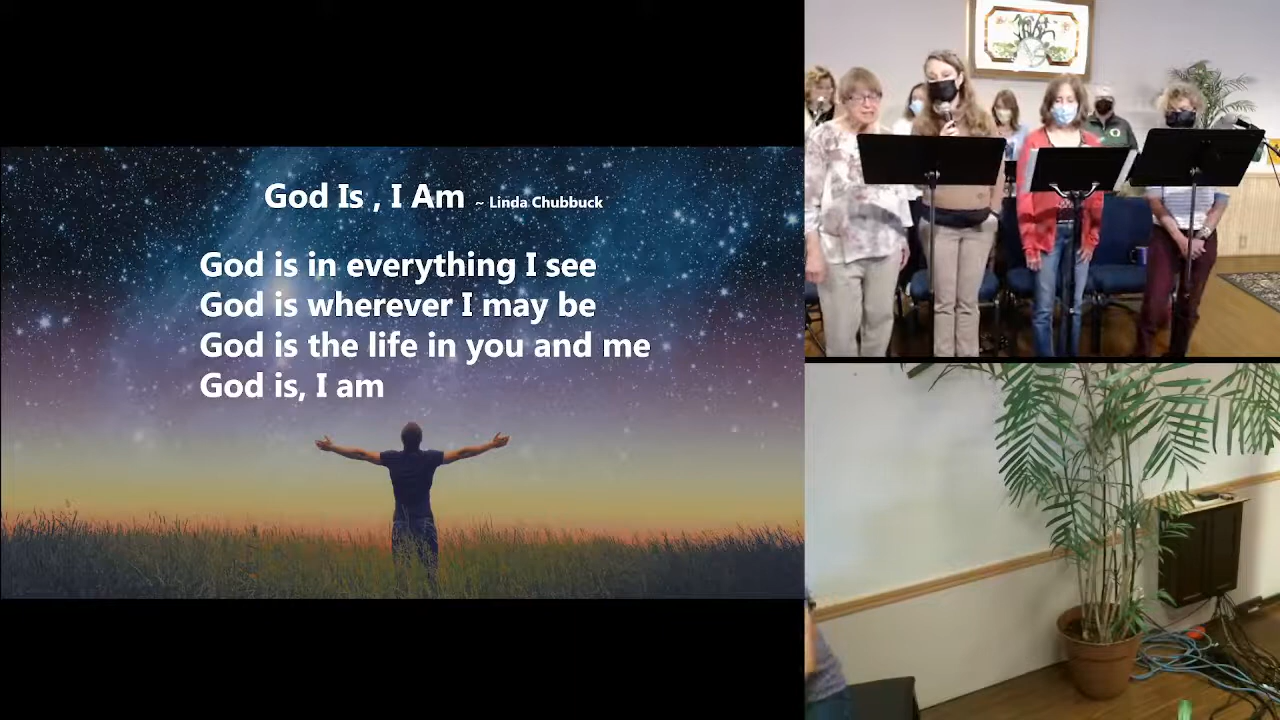 God Is , I Am ~ Linda Chubbuck
God is in everything I see
God is wherever I may be
God is the life in you and me
God is, I am
O